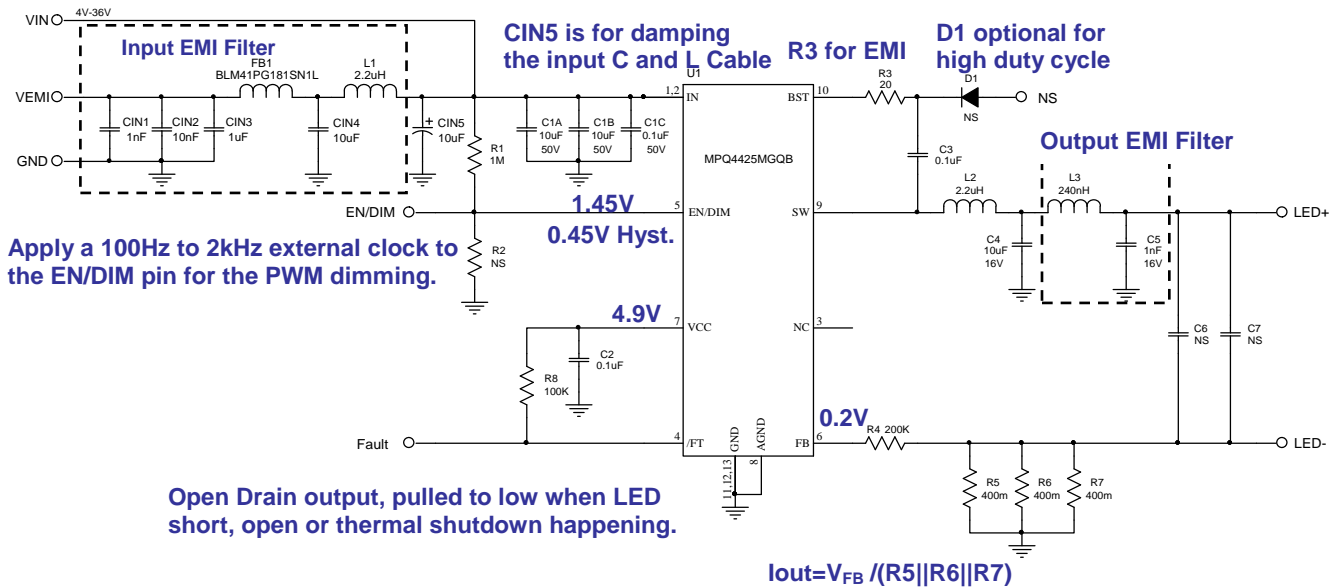 VIN
4V-36V
Input EMI Filter
FB1
BLM41PG181SN1L
L1
2.2uH
VEMI
CIN1
1nF
CIN2
10nF
CIN3
1uF
CIN4
10uF
+
CIN5
10uF
GND
CIN5 is for damping
the input C and L Cable
R1
1M
C1A
10uF
50V
C1B
10uF
50V
C1C
0.1uF
50V
R3 for EMI
D1 optional for
high duty cycle
U1
1,2
IN
BST
10
R3
20
D1
NS
NS
MPQ4425MGQB
C3
0.1uF
Output EMI Filter
L2
2.2uH
L3
240nH
EN/DIM
1.45V
5
EN/DIM
SW
9
LED+
0.45V Hyst.
Apply a 100Hz to 2kHz external clock to
the EN/DIM pin for the PWM dimming.
R2
NS
C4
10uF
16V
C5
1nF
16V
4.9V
7
VCC
NC
3
C6
NS
C7
NS
C2
0.1uF
R8
100K
0.2V
Fault
4
/FT
GND
AGND
FB
6
R4 200K
LED-
11,12,13
8
R5
400m
R6
400m
R7
400m
Open Drain output, pulled to low when LED
short, open or thermal shutdown happening.
Iout=VFB /(R5||R6||R7)